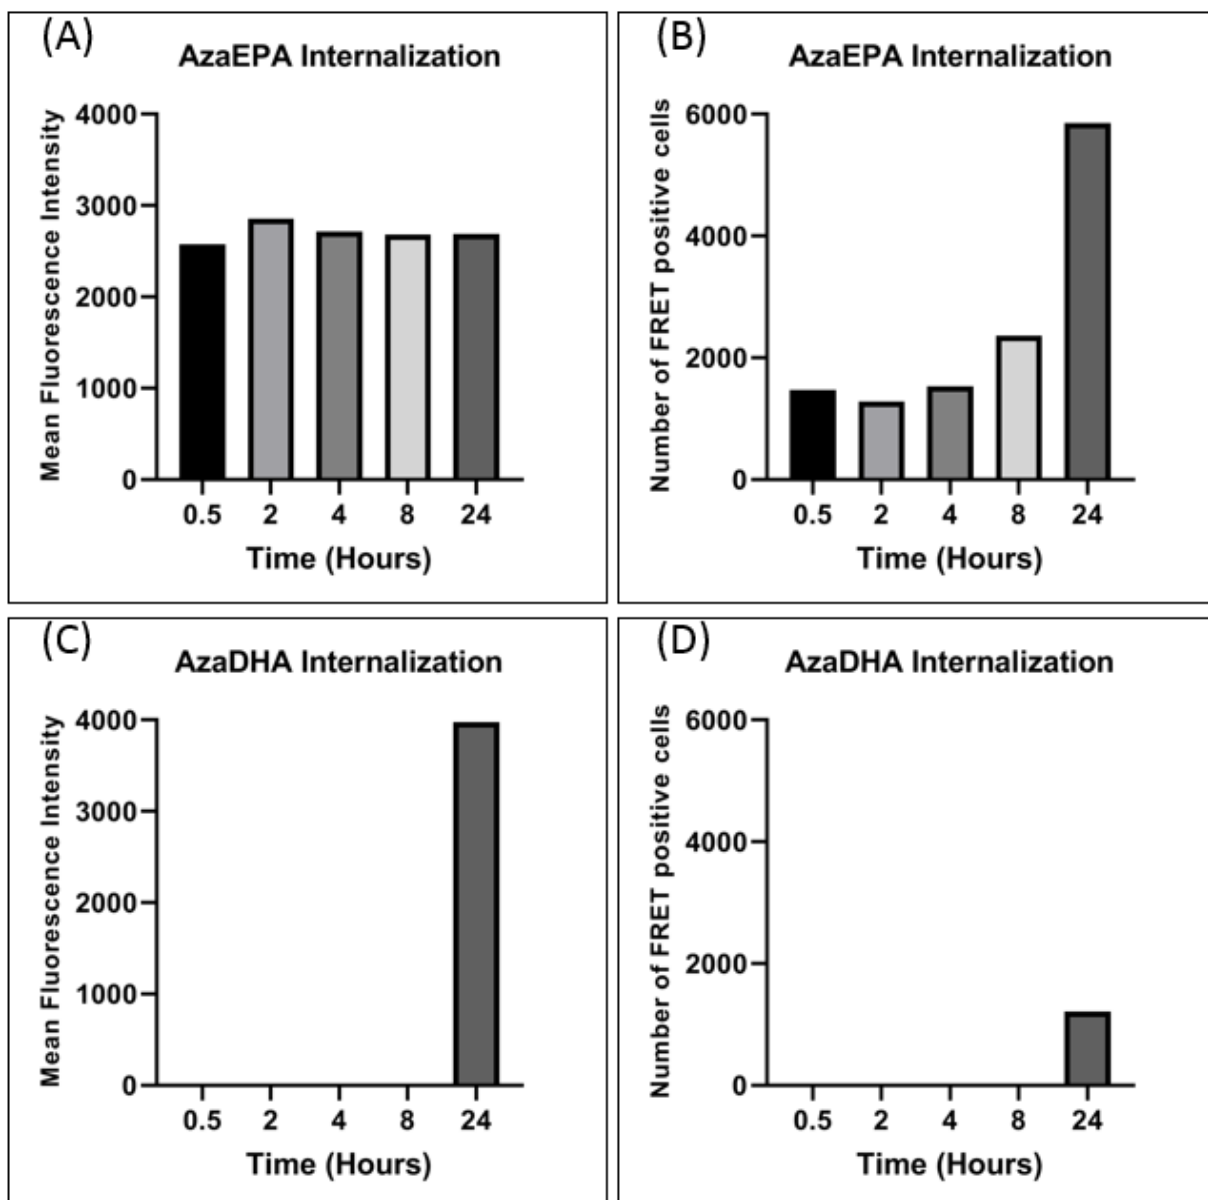 (A)
AzaEPA Internalization
Mean Fluorescence Intensity
4000
3000
2000
1000
0
0.5 2 4 8 24
Time (Hours)
(B)
AzaEPA Internalization
Number of FRET positive cells
6000
4000
2000
0
0.5 2 4 8 24
Time (Hours)
(C)
AzaDHA Internalization
Mean Fluorescence Intensity
4000
3000
2000
1000
0
0.5 2 4 8 24
Time (Hours)
(D)
AzaDHA Internalization
Number of FRET positive cells
6000
4000
2000
0
0.5 2 4 8 24
Time (Hours)